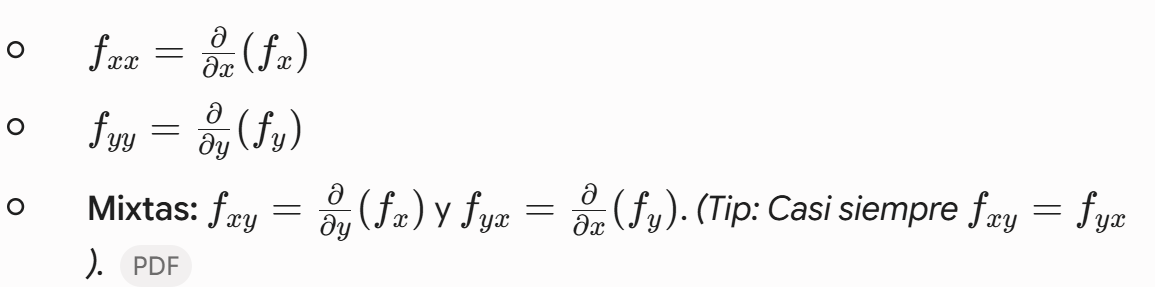 ○ $f_{xx} = \frac{\partial}{\partial x}(f_x)$
○ $f_{yy} = \frac{\partial}{\partial y}(f_y)$
○ Mixtas: $f_{xy} = \frac{\partial}{\partial y}(f_x)$ y $f_{yx} = \frac{\partial}{\partial x}(f_y)$. (Tip: Casi siempre $f_{xy} = f_{yx}$
). PDF